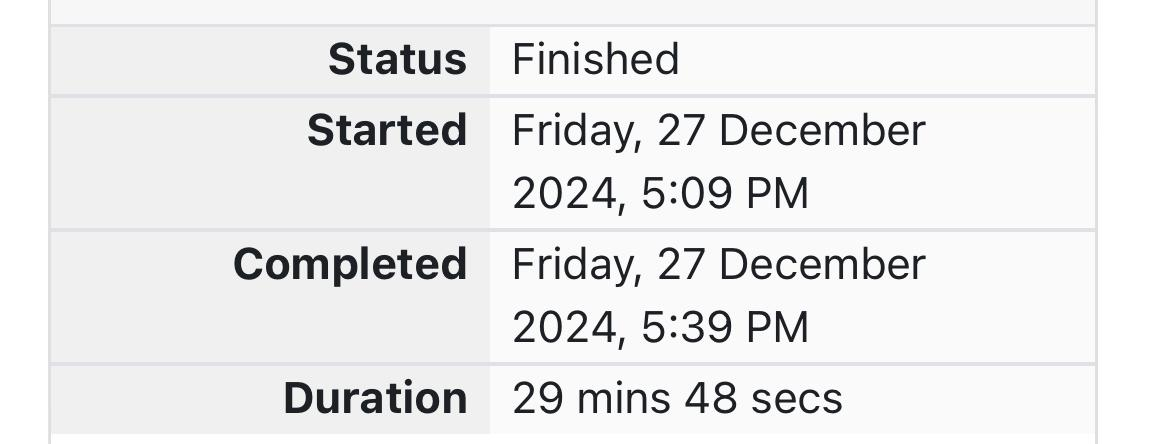 Status Finished
Started Friday, 27 December
2024, 5:09 PM
Completed Friday, 27 December
2024, 5:39 PM
Duration 29 mins 48 secs